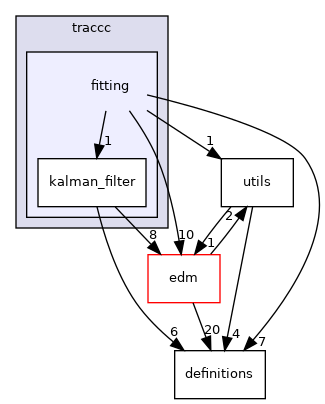 traccc
fitting
1
1
kalman_filter
utils
8
10
1
2
edm
6
20
4
7
definitions